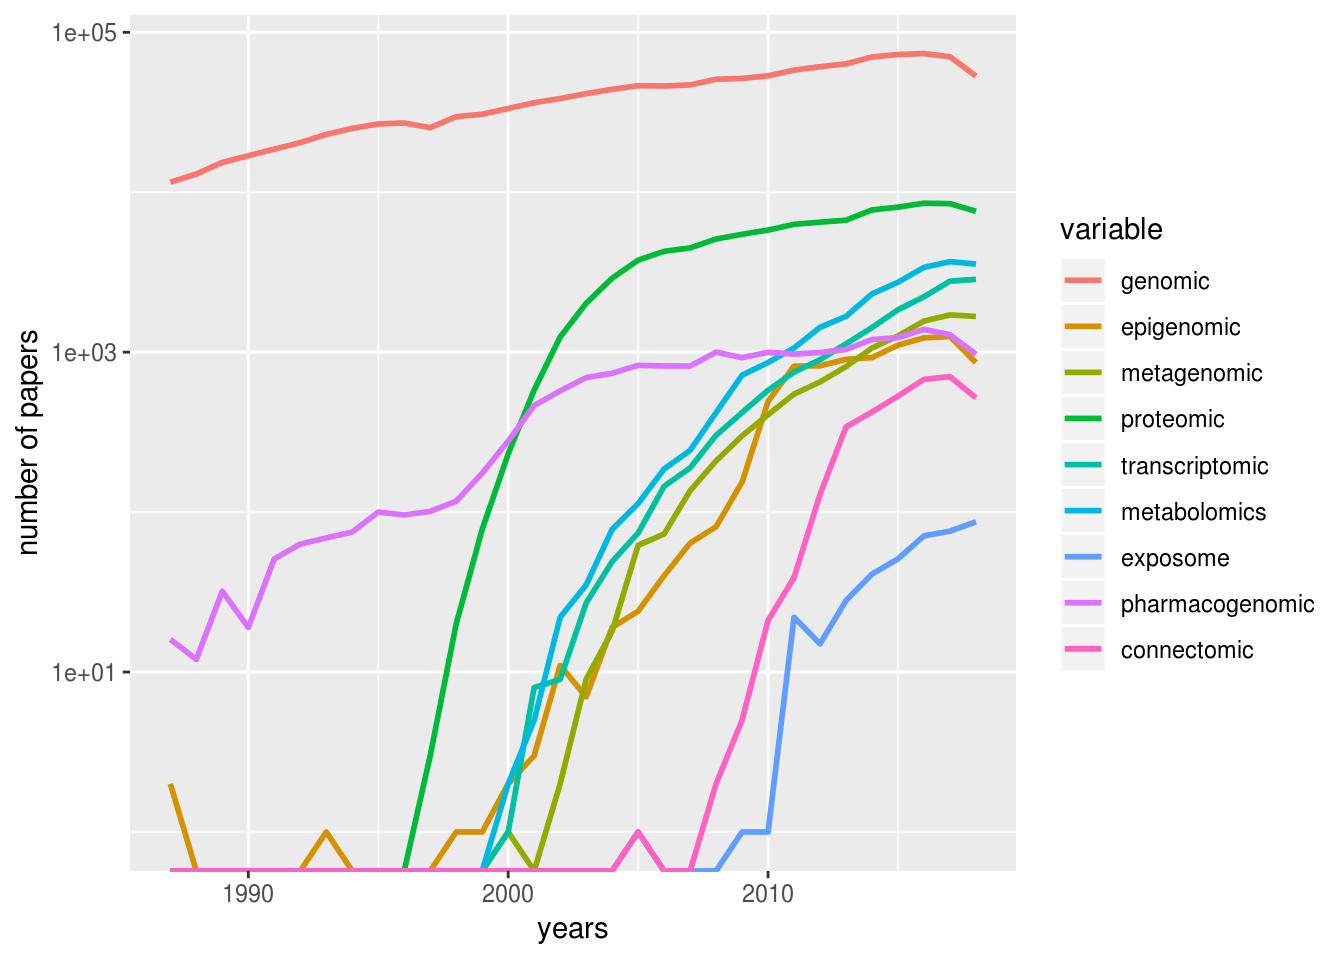 1e+05
1e+03
1e+01
number of papers
1990
2000
2010
years
variable
genomic
epigenomic
metagenomic
proteomic
transcriptomic
metabolomics
exposome
pharmacogenomic
connectomic